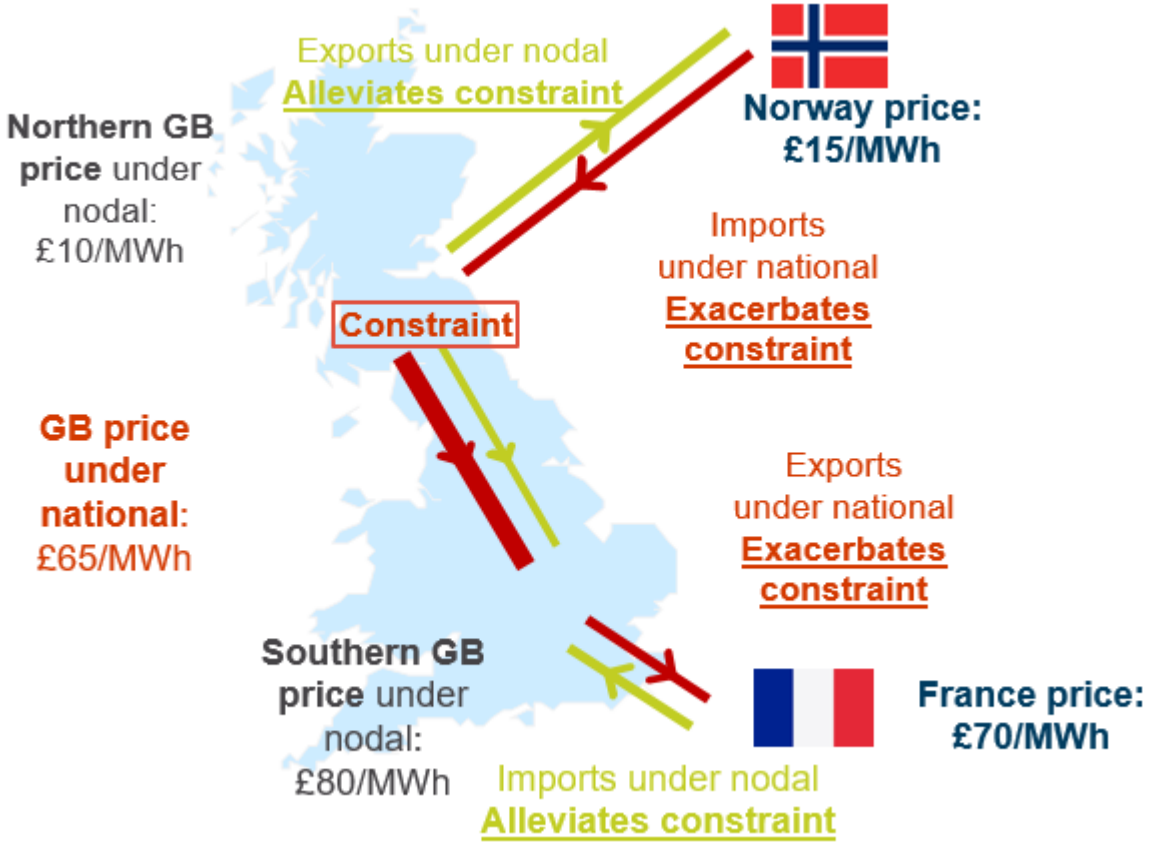 Exports under nodal
Alleviates constraint
Norway price:
£15/MWh
Northern GB
price under
nodal:
£10/MWh
Imports
under national
Exacerbates
constraint
Constraint
GB price
under
national:
£65/MWh
Exports
under national
Exacerbates
constraint
Southern GB
price under
nodal:
£80/MWh
France price:
£70/MWh
Imports under nodal
Alleviates constraint